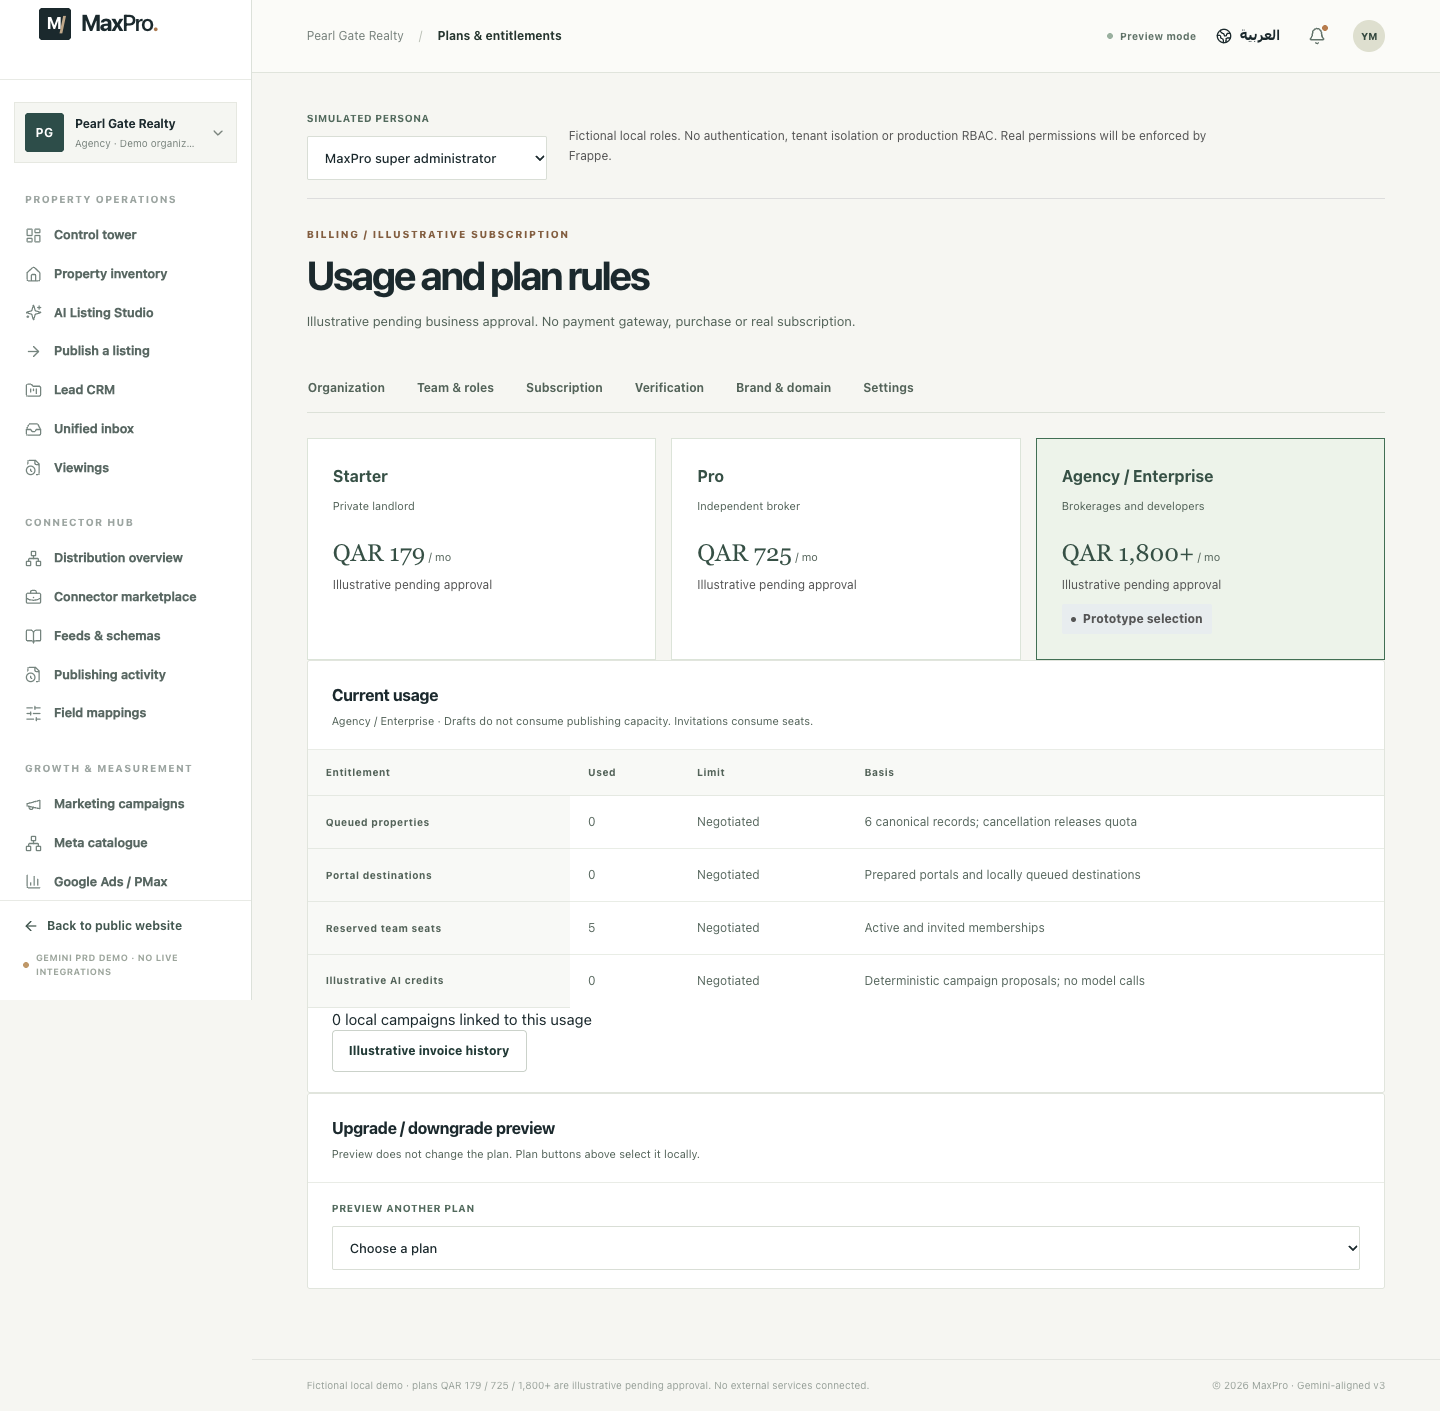 M/ MaxPro.
PG
Pearl Gate Realty
Agency · Demo organiz...
PROPERTY OPERATIONS
Control tower
Property inventory
AI Listing Studio
Publish a listing
Lead CRM
Unified inbox
Viewings
CONNECTOR HUB
Distribution overview
Connector marketplace
Feeds & schemas
Publishing activity
Field mappings
GROWTH & MEASUREMENT
Marketing campaigns
Meta catalogue
Google Ads / PMax
Back to public website
GEMINI PRD DEMO · NO LIVE
INTEGRATIONS
Pearl Gate Realty / Plans & entitlements
Preview mode
العربية
YM
SIMULATED PERSONA
MaxPro super administrator
Fictional local roles. No authentication, tenant isolation or production RBAC. Real permissions will be enforced by
Frappe.
BILLING / ILLUSTRATIVE SUBSCRIPTION
Usage and plan rules
Illustrative pending business approval. No payment gateway, purchase or real subscription.
Organization Team & roles Subscription Verification Brand & domain Settings
Starter
Private landlord
QAR 179 / mo
Illustrative pending approval
Pro
Independent broker
QAR 725 / mo
Illustrative pending approval
Agency / Enterprise
Brokerages and developers
QAR 1,800+ / mo
Illustrative pending approval
Prototype selection
Current usage
Agency / Enterprise · Drafts do not consume publishing capacity. Invitations consume seats.
Entitlement Used Limit Basis
Queued properties 0 Negotiated 6 canonical records; cancellation releases quota
Portal destinations 0 Negotiated Prepared portals and locally queued destinations
Reserved team seats 5 Negotiated Active and invited memberships
Illustrative AI credits 0 Negotiated Deterministic campaign proposals; no model calls
0 local campaigns linked to this usage
Illustrative invoice history
Upgrade / downgrade preview
Preview does not change the plan. Plan buttons above select it locally.
PREVIEW ANOTHER PLAN
Choose a plan
Fictional local demo · plans QAR 179 / 725 / 1,800+ are illustrative pending approval. No external services connected.
© 2026 MaxPro · Gemini-aligned v3